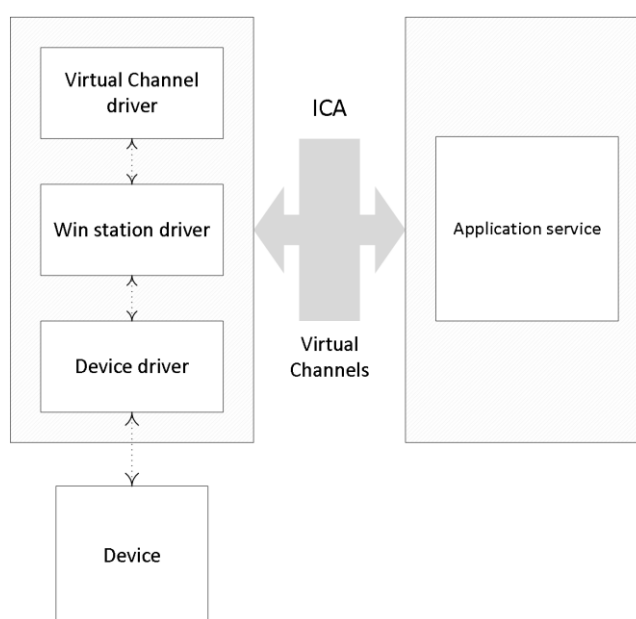 Virtual Channel
driver
ICA
Win station driver
Application service
Virtual
Channels
Device driver
Device